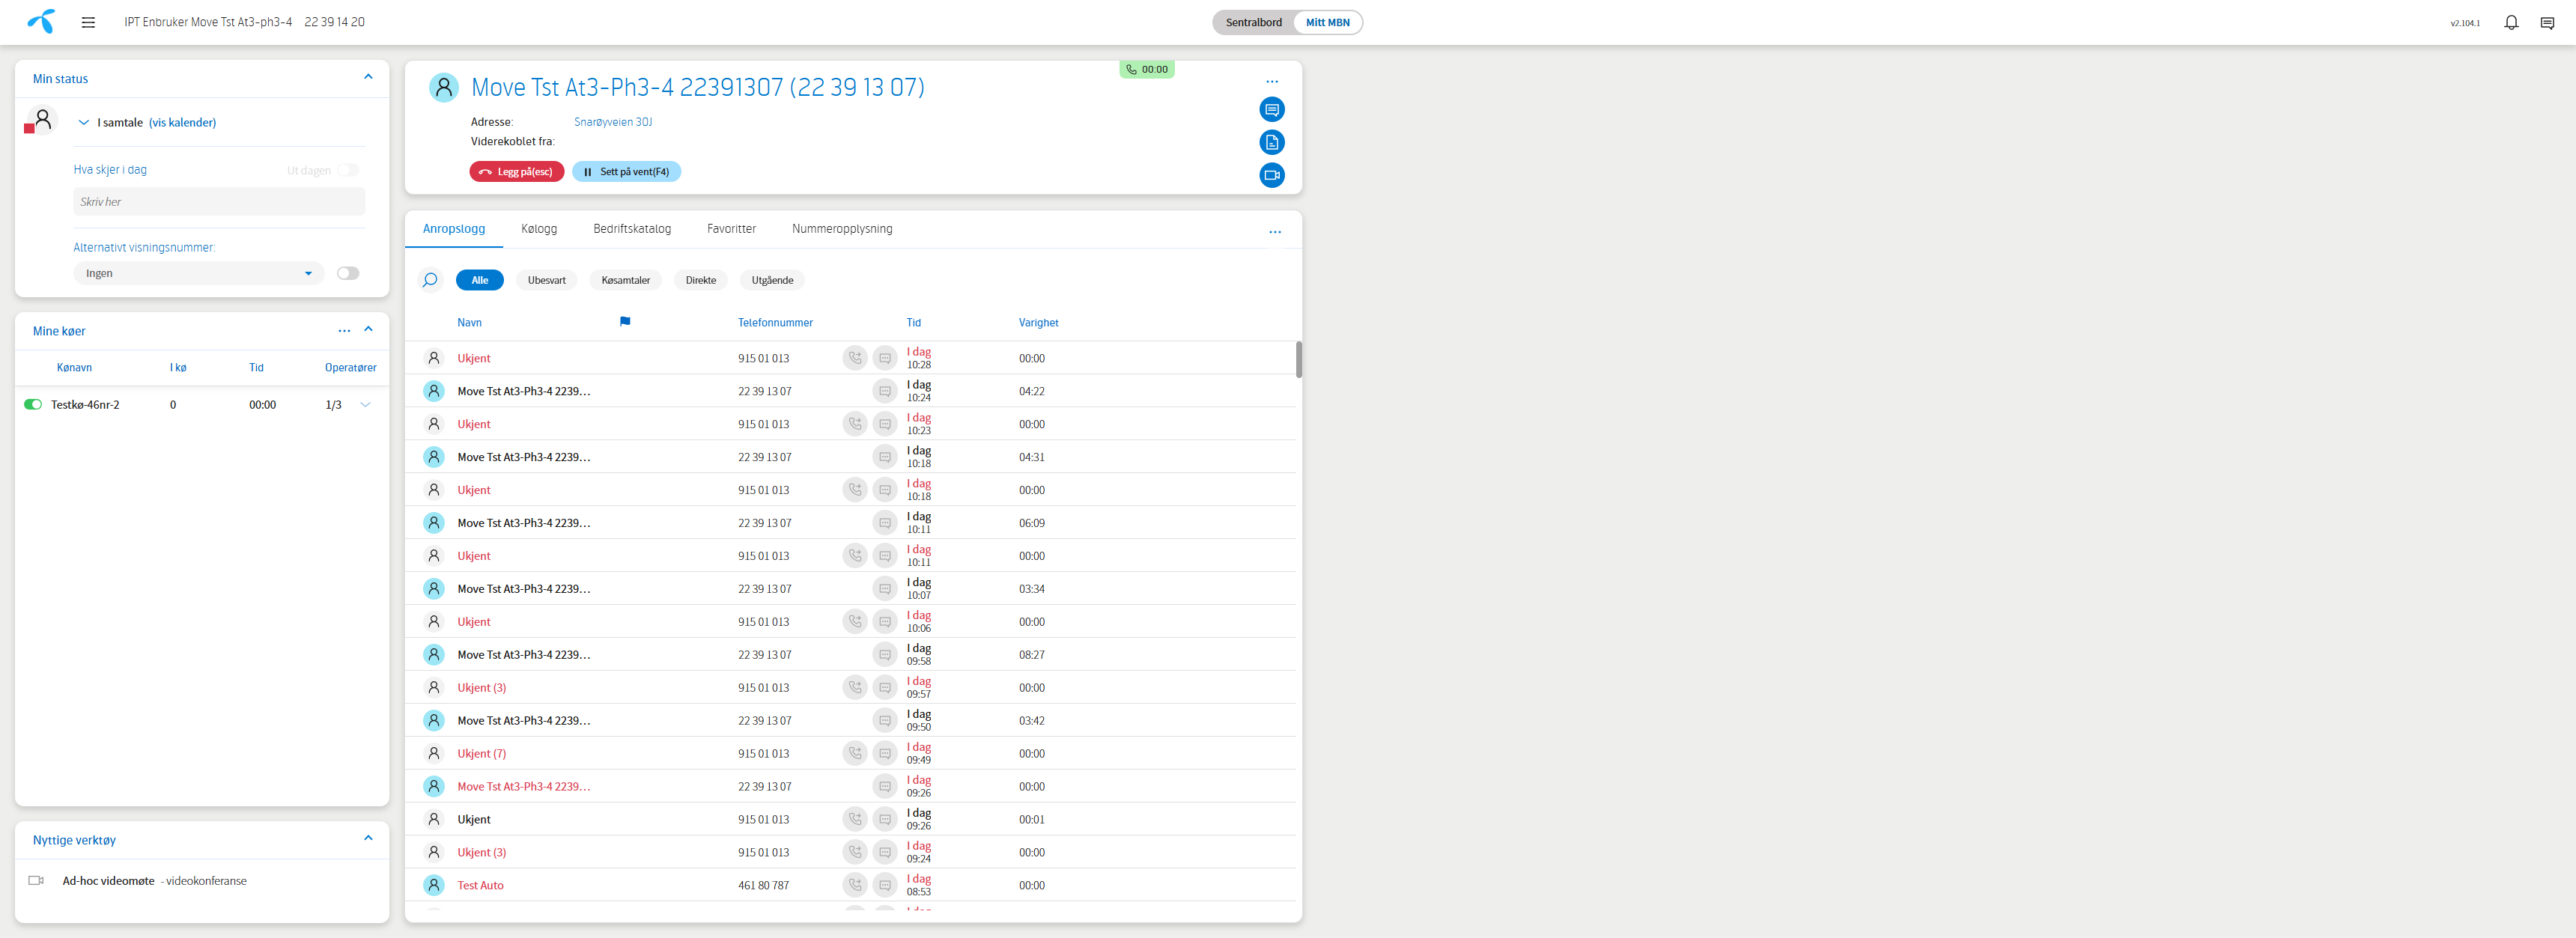 IPT Enbruker Move Tst At3-ph3-4 22 39 14 20
Sentralbord Mitt MBN
v2.104.1
Min status
I samtale (vis kalender)
Hva skjer i dag Ut dagen
Skriv her
Alternativt visningsnummer:
Ingen
Mine køer
Kønavn I kø Tid Operatører
Testkø-46nr-2 0 00:00 1/3
Nyttige verktøy
Ad-hoc videomøte - videokonferanse
00:00
Move Tst At3-Ph3-4 22391307 (22 39 13 07)
Adresse: Snarøyveien 30J
Viderekoblet fra:
Legg på(esc) Sett på vent(F4)
Anropslogg Kølogg Bedriftskatalog Favoritter Nummeropplysning
Alle Ubesvart Køsamtaler Direkte Utgående
Navn Telefonnummer Tid Varighet
Ukjent 915 01 013 I dag 10:28 00:00
Move Tst At3-Ph3-4 2239... 22 39 13 07 I dag 10:24 04:22
Ukjent 915 01 013 I dag 10:23 00:00
Move Tst At3-Ph3-4 2239... 22 39 13 07 I dag 10:18 04:31
Ukjent 915 01 013 I dag 10:18 00:00
Move Tst At3-Ph3-4 2239... 22 39 13 07 I dag 10:11 06:09
Ukjent 915 01 013 I dag 10:11 00:00
Move Tst At3-Ph3-4 2239... 22 39 13 07 I dag 10:07 03:34
Ukjent 915 01 013 I dag 10:06 00:00
Move Tst At3-Ph3-4 2239... 22 39 13 07 I dag 09:58 08:27
Ukjent (3) 915 01 013 I dag 09:57 00:00
Move Tst At3-Ph3-4 2239... 22 39 13 07 I dag 09:50 03:42
Ukjent (7) 915 01 013 I dag 09:49 00:00
Move Tst At3-Ph3-4 2239... 22 39 13 07 I dag 09:26 00:00
Ukjent 915 01 013 I dag 09:26 00:01
Ukjent (3) 915 01 013 I dag 09:24 00:00
Test Auto 461 80 787 I dag 08:53 00:00